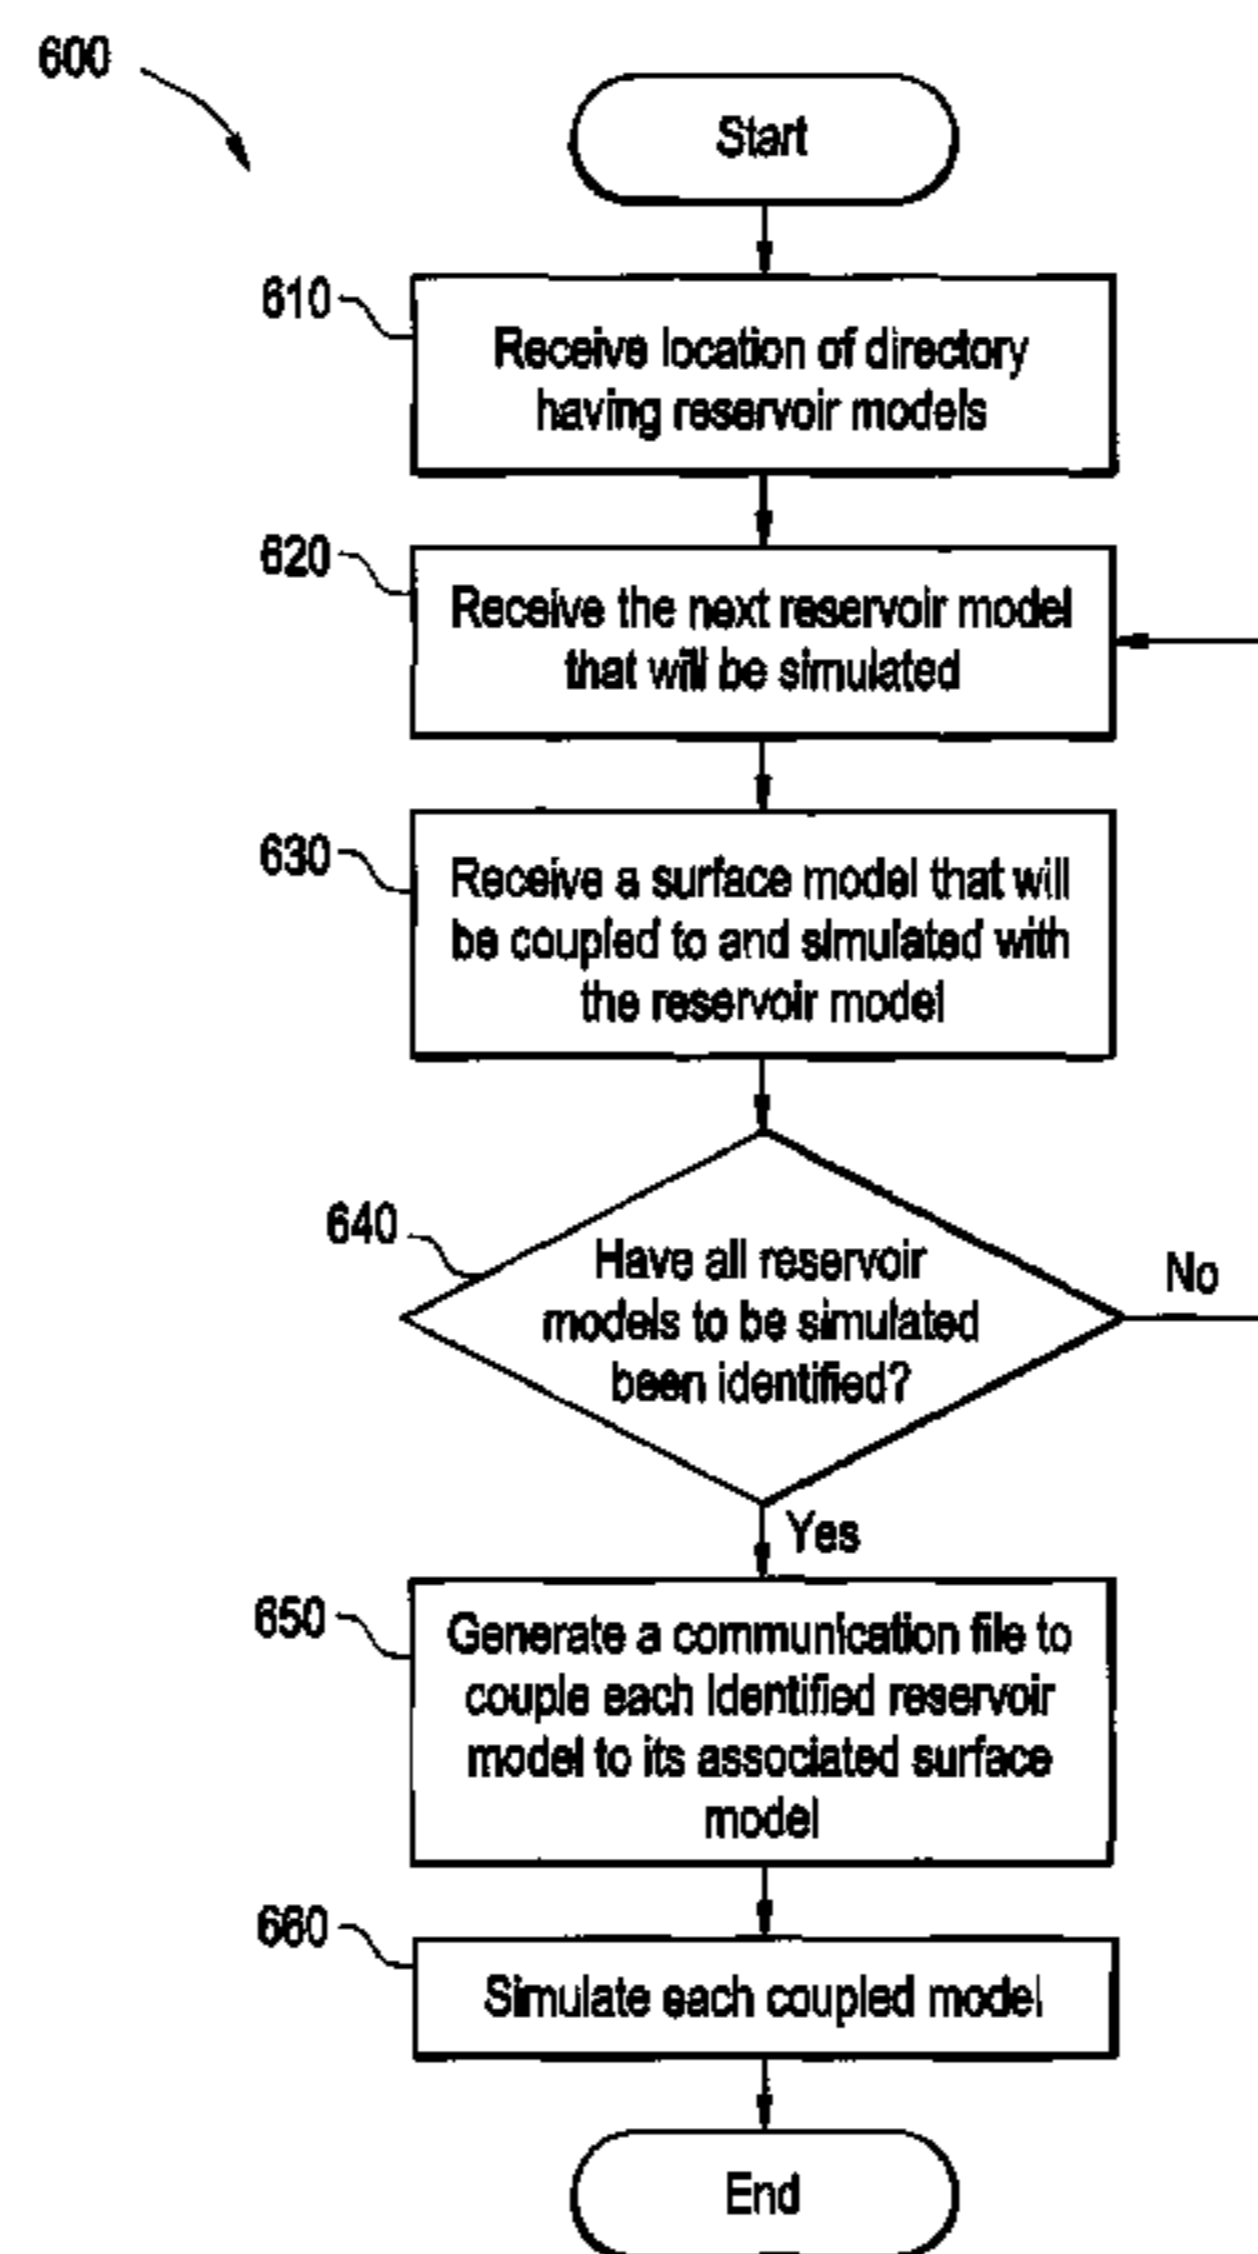 600
Start
610
Receive location of directory
having reservoir models
620
Receive the next reservoir model
that will be simulated
630
Receive a surface model that will
be coupled to and simulated with
the reservoir model
640
Have all reservoir
models to be simulated
been identified?
No
Yes
650
Generate a communication file to
couple each identified reservoir
model to its associated surface
model
660
Simulate each coupled model
End